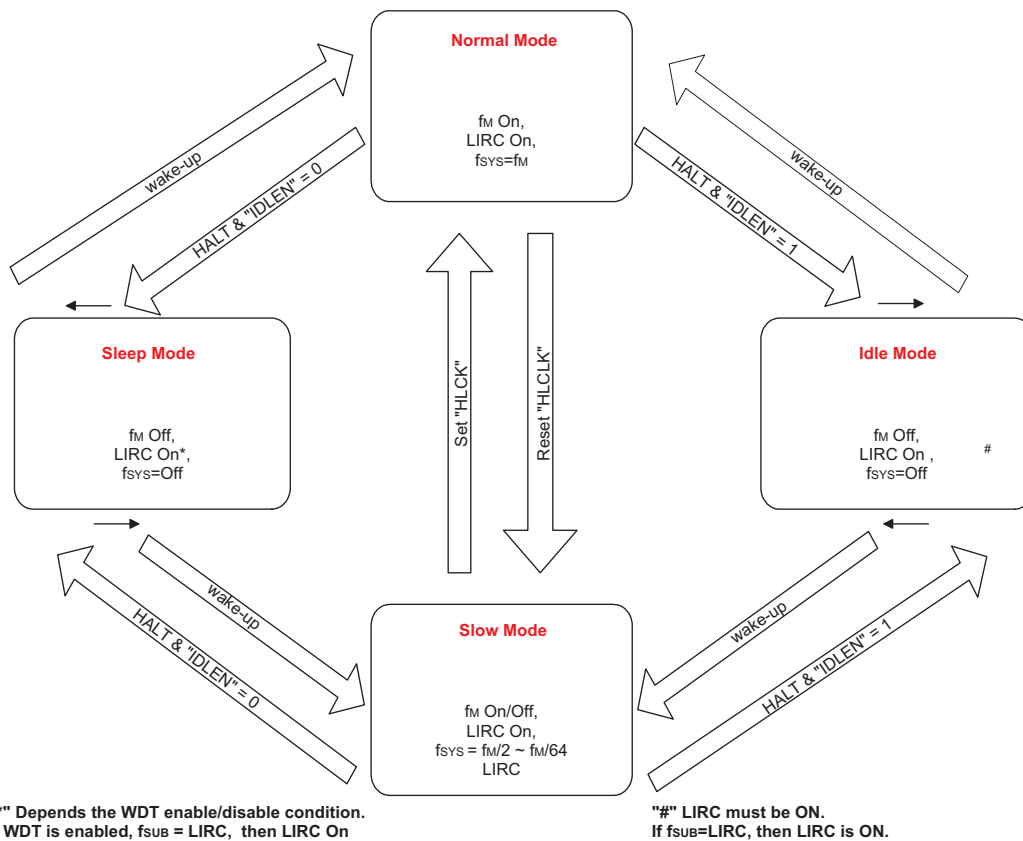 Normal Mode
fM On,
LIRC On,
fSYS=fM
wake-up
HALT & "IDLEN" = 0
HALT & "IDLEN" = 1
wake-up
Sleep Mode
fM Off,
LIRC On*,
fSYS=Off
Set "HLCK"
Reset "HLCLK"
Idle Mode
fM Off,
LIRC On , #
fSYS=Off
wake-up
HALT & "IDLEN" = 0
wake-up
HALT & "IDLEN" = 1
Slow Mode
fM On/Off,
LIRC On,
fSYS = fM/2 ~ fM/64
LIRC
*" Depends the WDT enable/disable condition.
WDT is enabled, fSUB = LIRC, then LIRC On
"#" LIRC must be ON.
If fSUB=LIRC, then LIRC is ON.